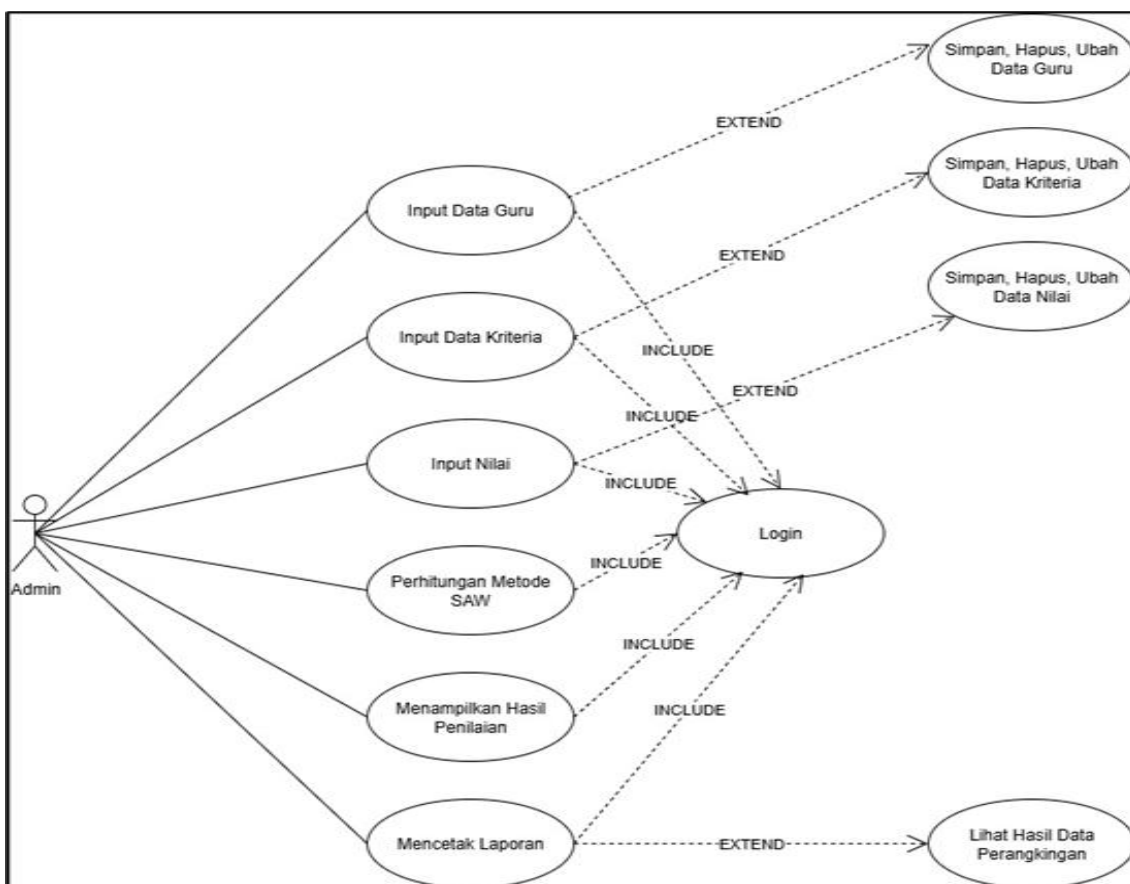 Simpan, Hapus, Ubah
Data Guru
EXTEND
Simpan, Hapus, Ubah
Data Kriteria
Input Data Guru
EXTEND
Simpan, Hapus, Ubah
Data Nilai
Input Data Kriteria
INCLUDE
EXTEND
INCLUDE
Input Nilai
INCLUDE
Login
Admin
Perhitungan Metode
SAW
INCLUDE
INCLUDE
Menampilkan Hasil
Penilaian
INCLUDE
Mencetak Laporan
EXTEND
Lihat Hasil Data
Perangkingan